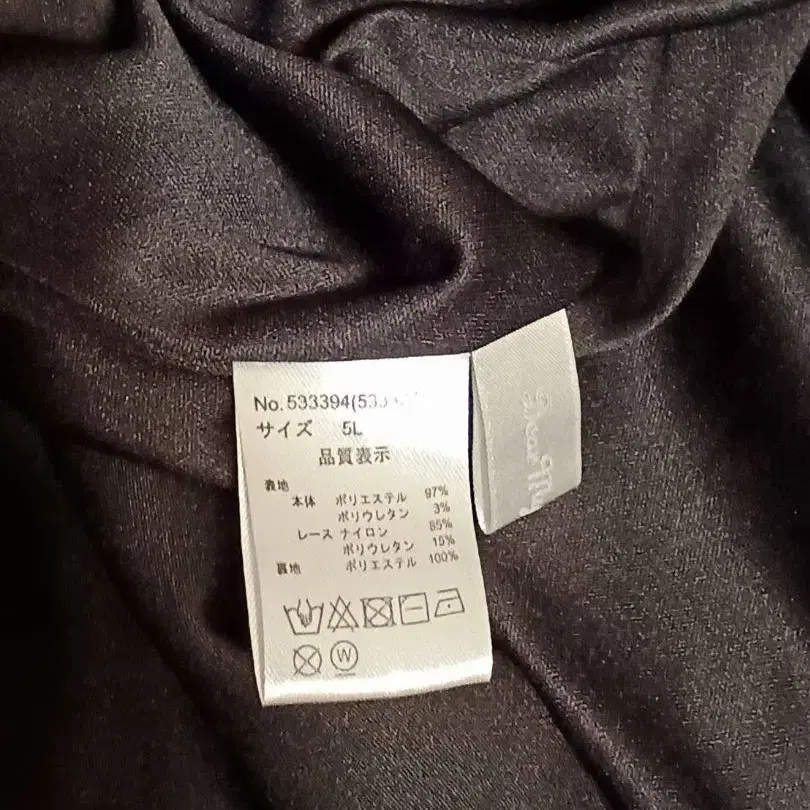 No. 533394(533
サイズ 5L
品質表示
表地
本体 ポリエステル 97%
ポリウレタン 3%
レース ナイロン 85%
ポリウレタン 15%
裏地 ポリエステル 100%
W
Dear